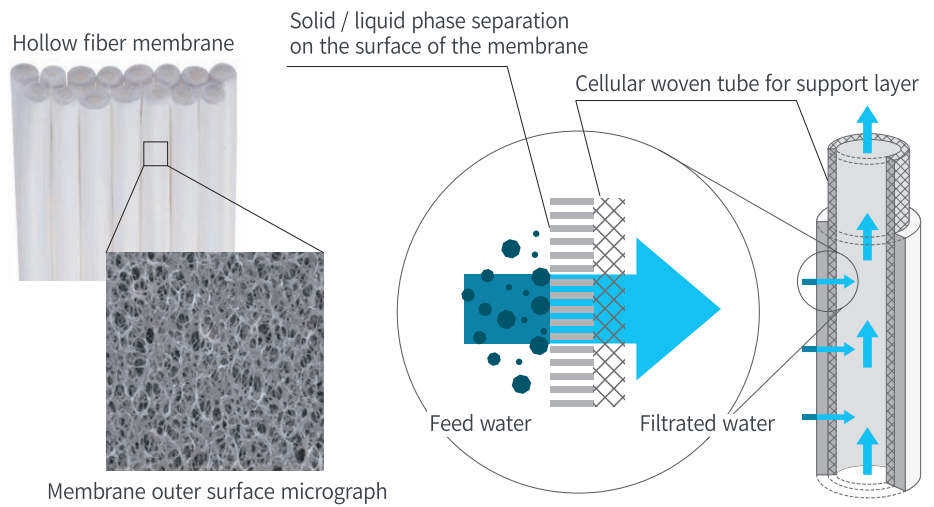 Solid / liquid phase separation
on the surface of the membrane
Hollow fiber membrane
Cellular woven tube for support layer
Feed water
Filtrated water
Membrane outer surface micrograph